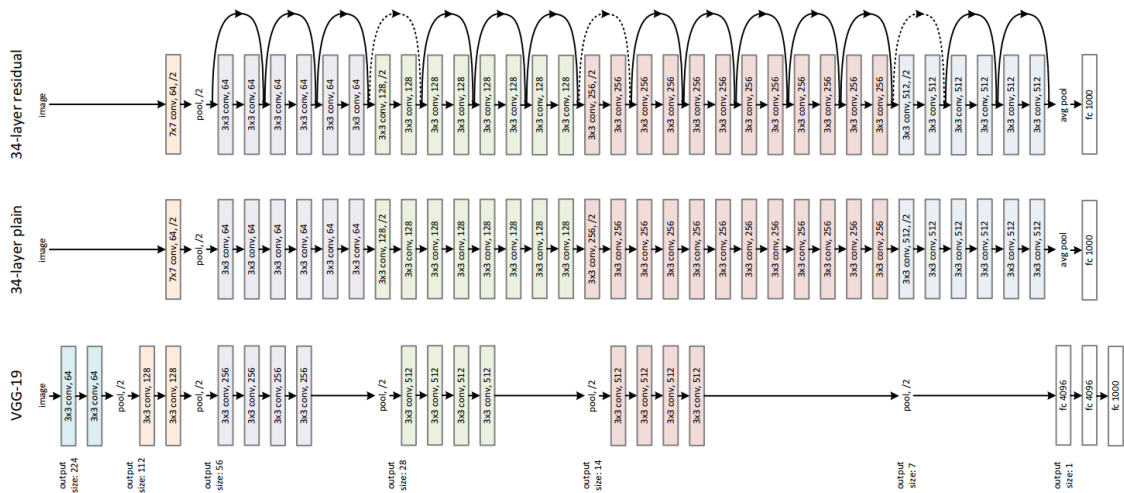 34-layer residual
image
7x7 conv, 64, /2
pool, /2
3x3 conv, 64
3x3 conv, 64
3x3 conv, 64
3x3 conv, 64
3x3 conv, 64
3x3 conv, 64
3x3 conv, 128, /2
3x3 conv, 128
3x3 conv, 128
3x3 conv, 128
3x3 conv, 128
3x3 conv, 128
3x3 conv, 128
3x3 conv, 128
3x3 conv, 256, /2
3x3 conv, 256
3x3 conv, 256
3x3 conv, 256
3x3 conv, 256
3x3 conv, 256
3x3 conv, 256
3x3 conv, 256
3x3 conv, 256
3x3 conv, 256
3x3 conv, 256
3x3 conv, 256
3x3 conv, 512, /2
3x3 conv, 512
3x3 conv, 512
3x3 conv, 512
3x3 conv, 512
3x3 conv, 512
avg pool
fc 1000
34-layer plain
image
7x7 conv, 64, /2
pool, /2
3x3 conv, 64
3x3 conv, 64
3x3 conv, 64
3x3 conv, 64
3x3 conv, 64
3x3 conv, 64
3x3 conv, 128, /2
3x3 conv, 128
3x3 conv, 128
3x3 conv, 128
3x3 conv, 128
3x3 conv, 128
3x3 conv, 128
3x3 conv, 128
3x3 conv, 256, /2
3x3 conv, 256
3x3 conv, 256
3x3 conv, 256
3x3 conv, 256
3x3 conv, 256
3x3 conv, 256
3x3 conv, 256
3x3 conv, 256
3x3 conv, 256
3x3 conv, 256
3x3 conv, 256
3x3 conv, 512, /2
3x3 conv, 512
3x3 conv, 512
3x3 conv, 512
3x3 conv, 512
3x3 conv, 512
avg pool
fc 1000
VGG-19
image
3x3 conv, 64
3x3 conv, 64
pool, /2
3x3 conv, 128
3x3 conv, 128
pool, /2
3x3 conv, 256
3x3 conv, 256
3x3 conv, 256
3x3 conv, 256
pool, /2
3x3 conv, 512
3x3 conv, 512
3x3 conv, 512
3x3 conv, 512
pool, /2
3x3 conv, 512
3x3 conv, 512
3x3 conv, 512
3x3 conv, 512
pool, /2
fc 4096
fc 4096
fc 1000
output
size: 224
output
size: 112
output
size: 56
output
size: 28
output
size: 14
output
size: 7
output
size: 1